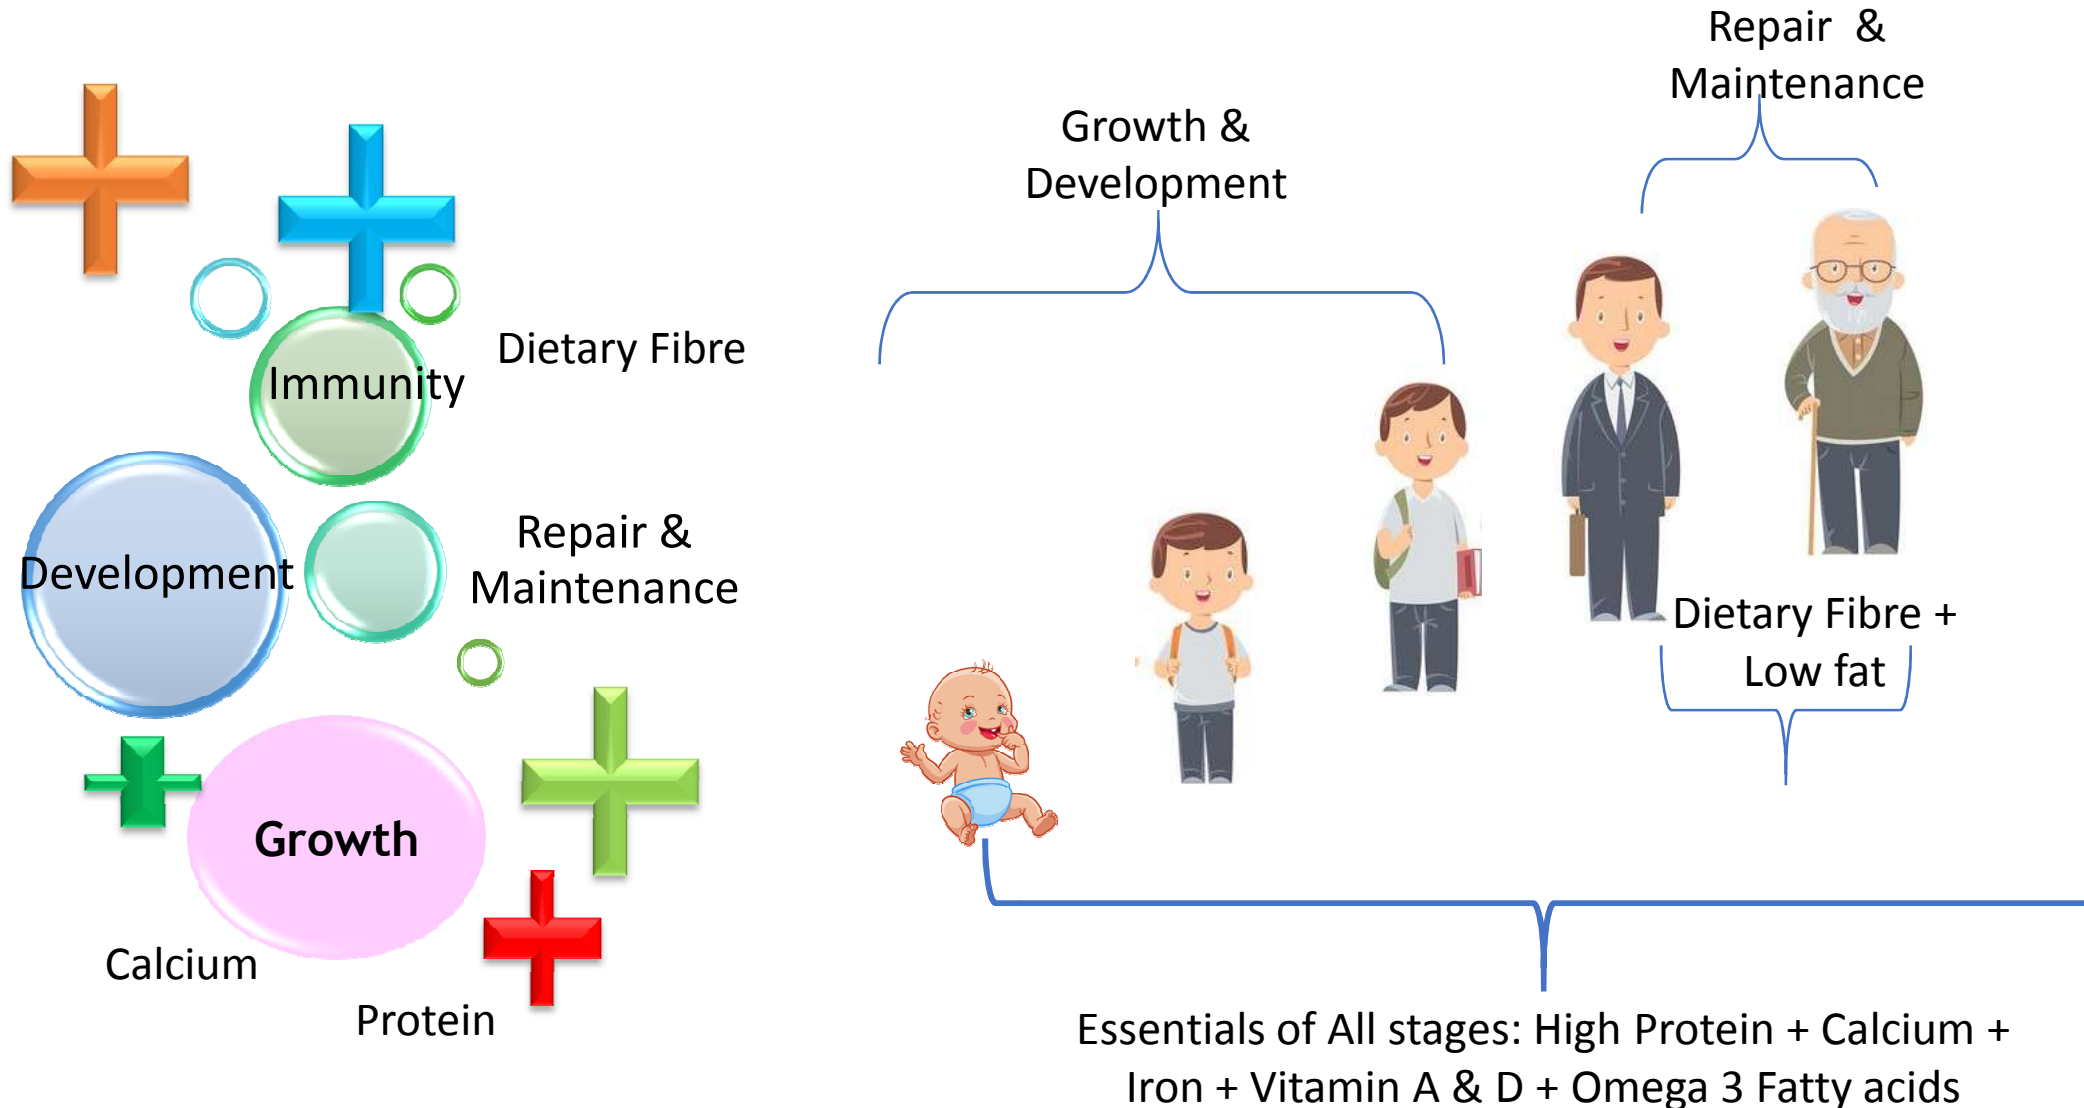 Repair &
Maintenance
Growth &
Development
Dietary Fibre
Immunity
Repair &
Maintenance
Development
Dietary Fibre +
Low fat
Growth
Calcium
Protein
Essentials of All stages: High Protein + Calcium +
Iron + Vitamin A & D + Omega 3 Fatty acids